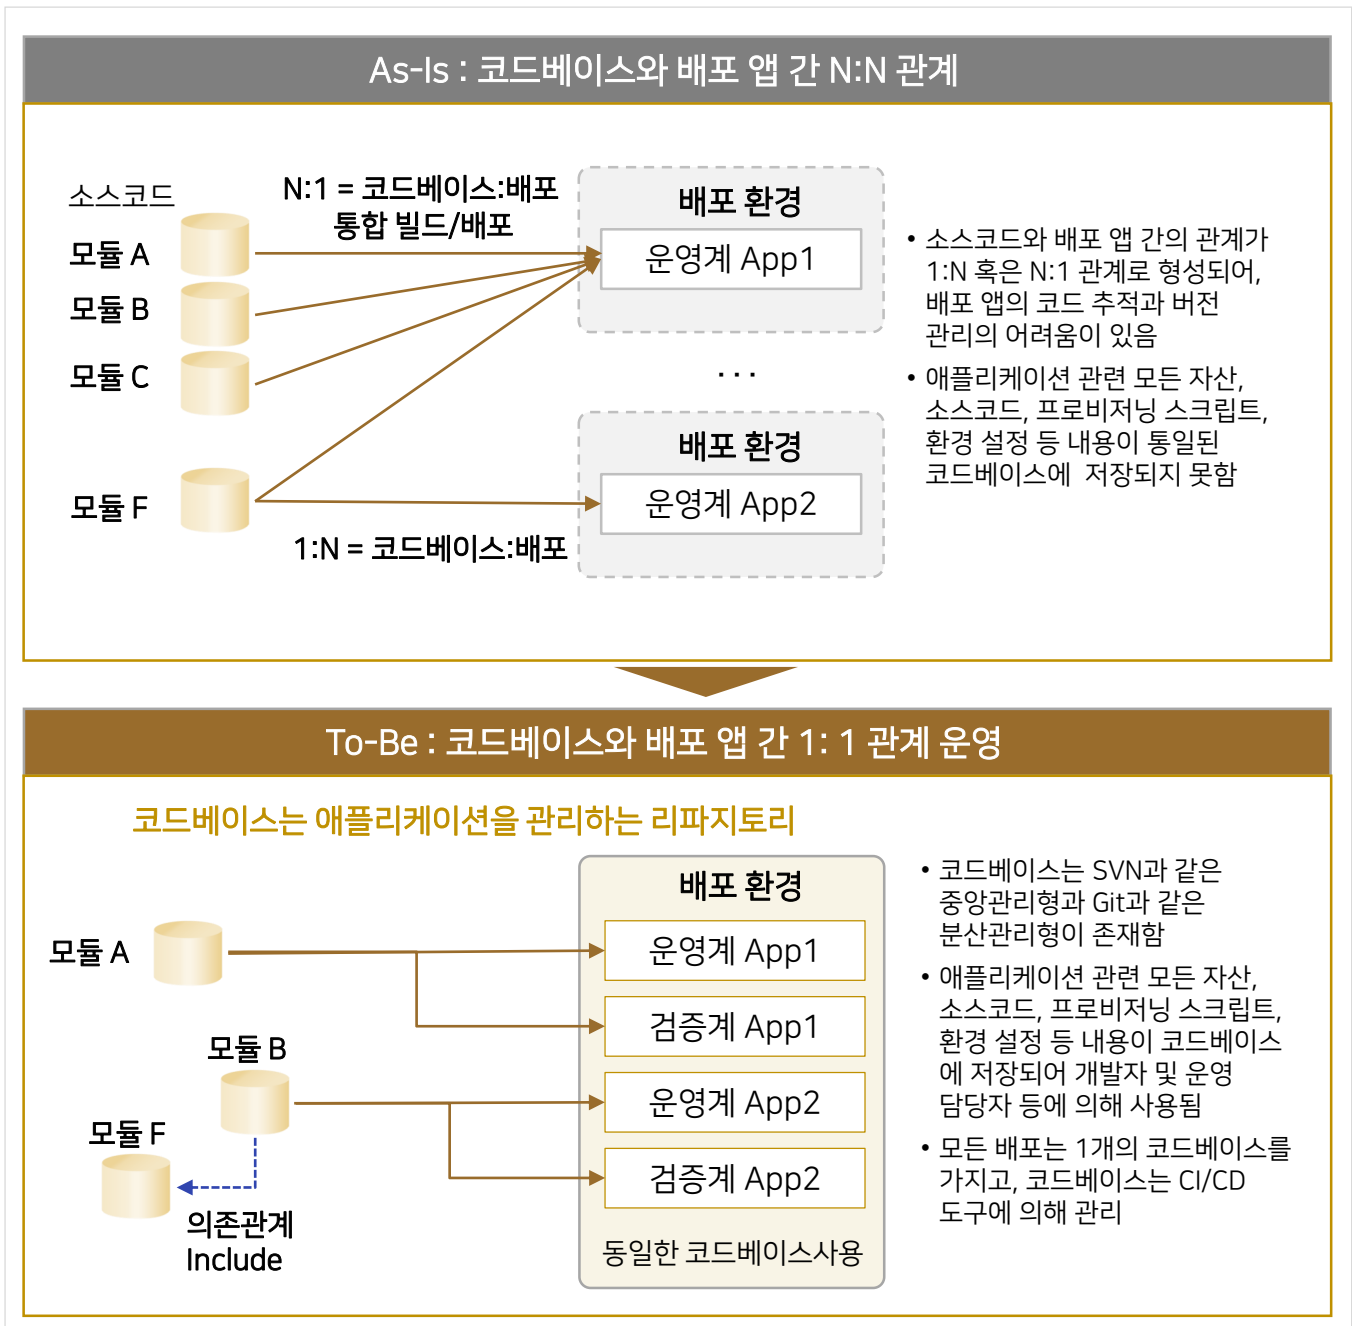 As-Is : 코드베이스와 배포 앱 간 N:N 관계
소스코드
N:1 = 코드베이스:배포
통합 빌드/배포
모듈 A
모듈 B
모듈 C
모듈 F
1:N = 코드베이스:배포
배포 환경
운영계 App1
...
배포 환경
운영계 App2
• 소스코드와 배포 앱 간의 관계가
1:N 혹은 N:1 관계로 형성되어,
배포 앱의 코드 추적과 버전
관리의 어려움이 있음
• 애플리케이션 관련 모든 자산,
소스코드, 프로비저닝 스크립트,
환경 설정 등 내용이 통일된
코드베이스에 저장되지 못함
To-Be : 코드베이스와 배포 앱 간 1: 1 관계 운영
코드베이스는 애플리케이션을 관리하는 리파지토리
모듈 A
모듈 B
모듈 F
의존관계
Include
배포 환경
운영계 App1
검증계 App1
운영계 App2
검증계 App2
동일한 코드베이스사용
• 코드베이스는 SVN과 같은
중앙관리형과 Git과 같은
분산관리형이 존재함
• 애플리케이션 관련 모든 자산,
소스코드, 프로비저닝 스크립트,
환경 설정 등 내용이 코드베이스
에 저장되어 개발자 및 운영
담당자 등에 의해 사용됨
• 모든 배포는 1개의 코드베이스를
가지고, 코드베이스는 CI/CD
도구에 의해 관리